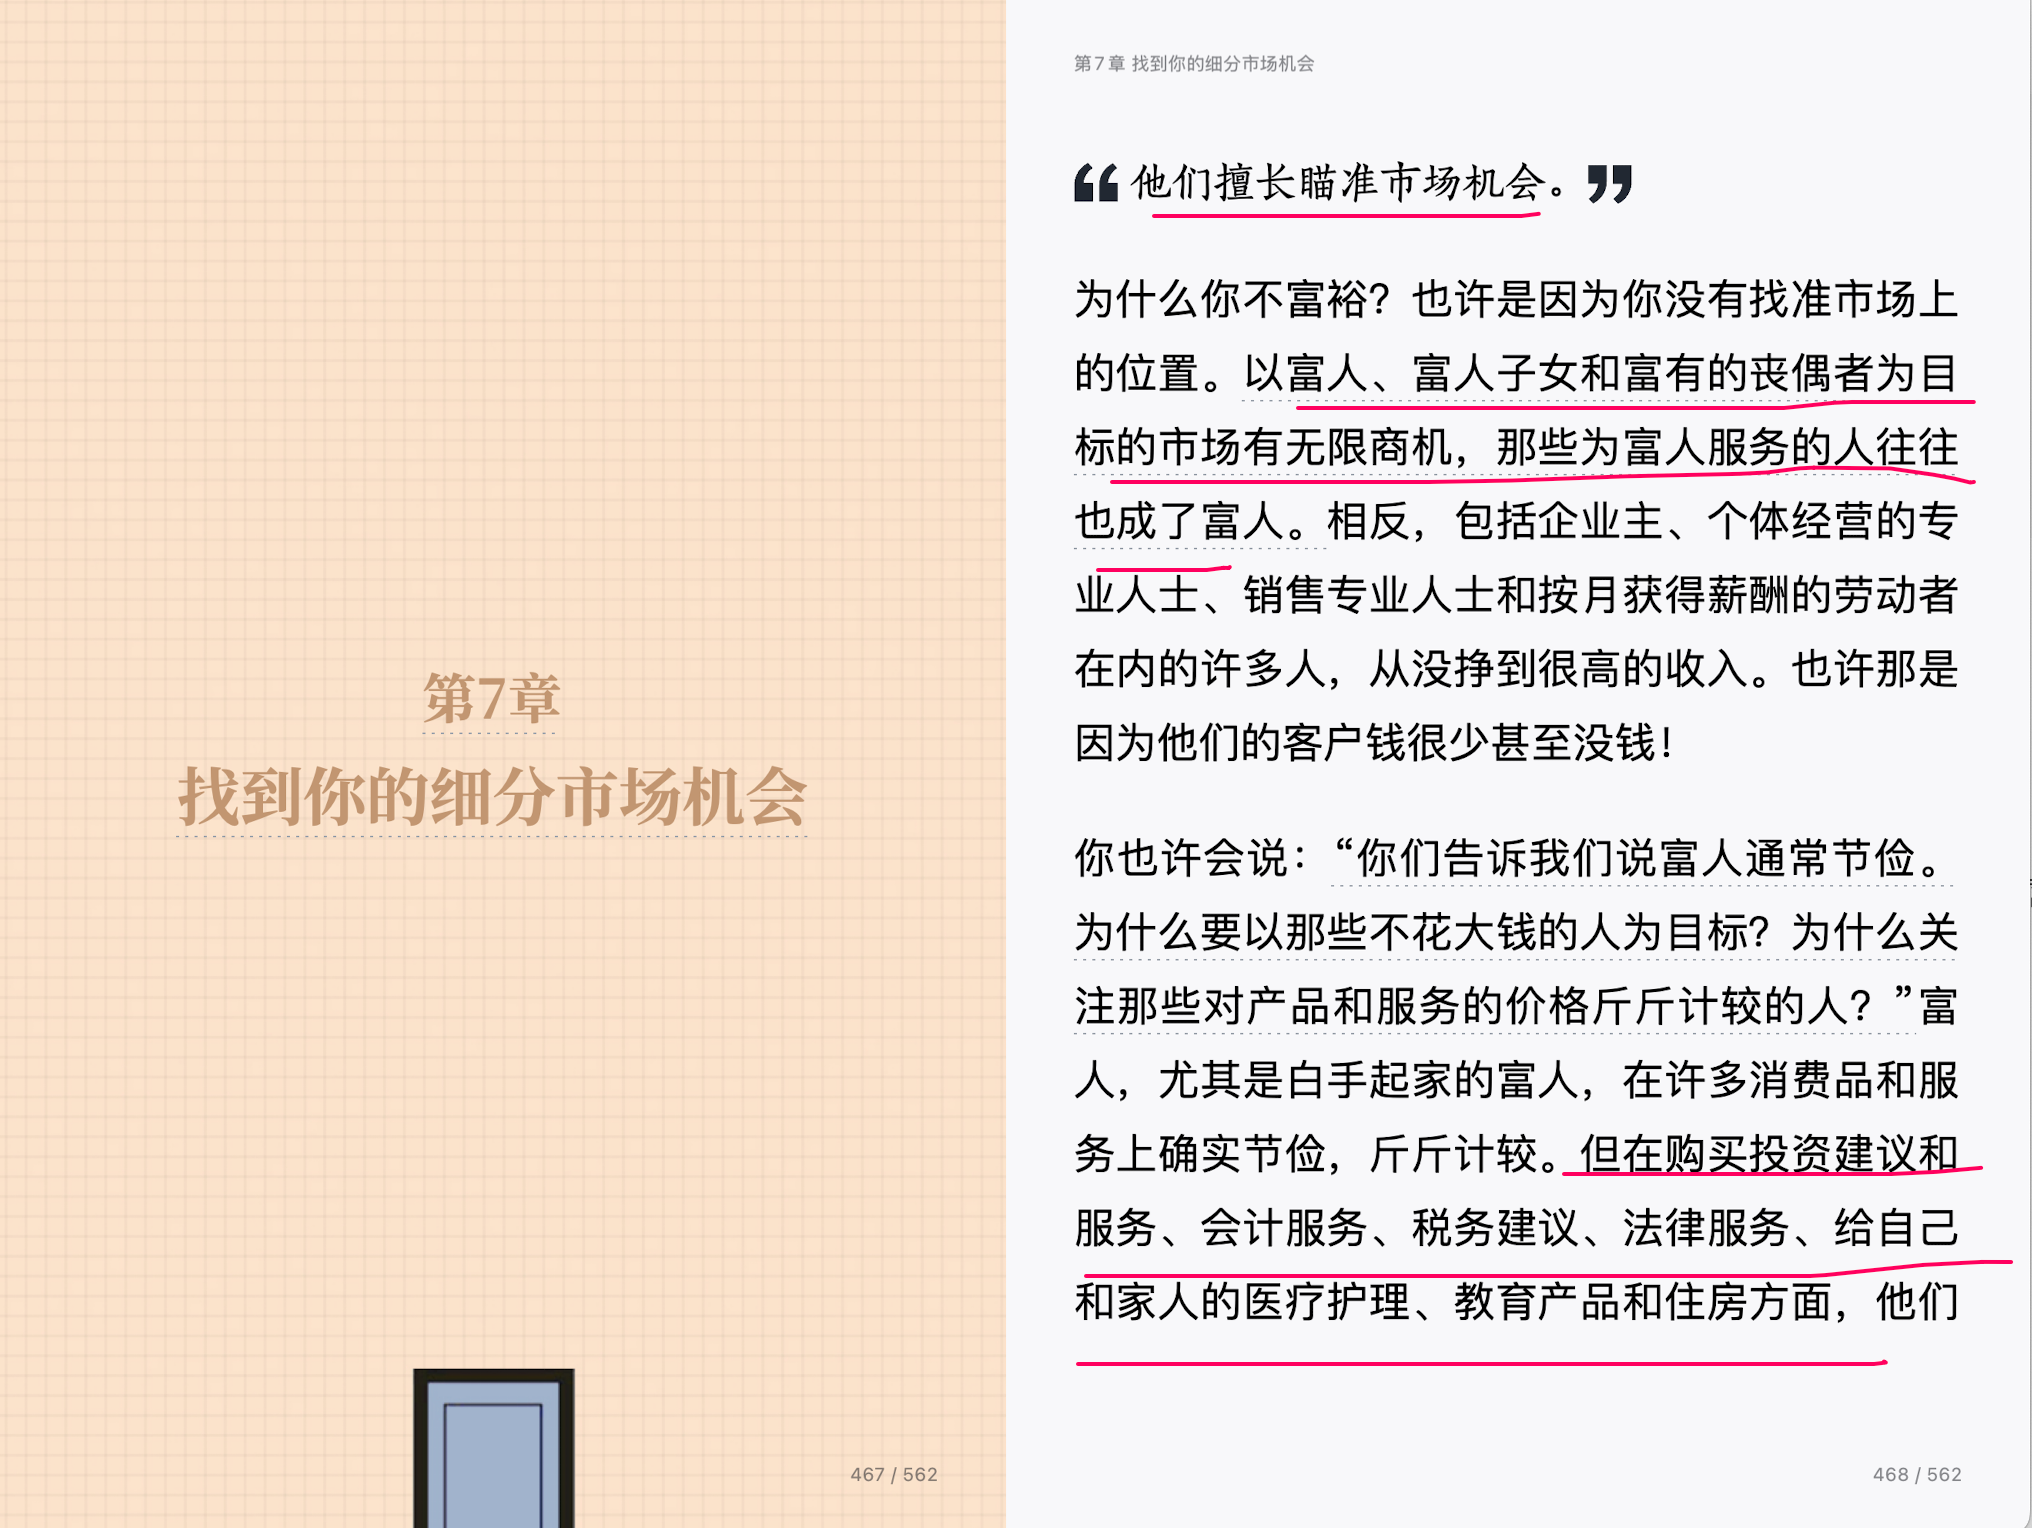 第7章
找到你的细分市场机会
467 / 562
第7章 找到你的细分市场机会
“他们擅长瞄准市场机会。”
为什么你不富裕？也许是因为你没有找准市场上
的位置。以富人、富人子女和富有的丧偶者为目
标的市场有无限商机，那些为富人服务的人往往
也成了富人。相反，包括企业主、个体经营的专
业人士、销售专业人士和按月获得薪酬的劳动者
在内的许多人，从没挣到很高的收入。也许那是
因为他们的客户钱很少甚至没钱！
你也许会说：“你们告诉我们说富人通常节俭。
为什么要以那些不花大钱的人为目标？为什么关
注那些对产品和服务的价格斤斤计较的人？”富
人，尤其是白手起家的富人，在许多消费品和服
务上确实节俭，斤斤计较。但在购买投资建议和
服务、会计服务、税务建议、法律服务、给自己
和家人的医疗护理、教育产品和住房方面，他们
468 / 562